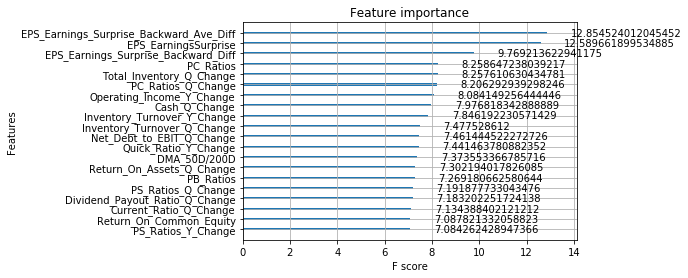 Feature importance
EPS_Earnings_Surprise_Backward_Ave_Diff 12.854524012045452
EPS_EarningsSurprise 12.589661899534885
EPS_Earnings_Surprise_Backward_Diff 9.769213622941175
PC_Ratios 8.258647238039217
Total_Inventory_Q_Change 8.257610630434781
PC_Ratios_Q_Change 8.206292939298246
Operating_Income_Y_Change 8.084149256444446
Cash_Q_Change 7.976818342888889
Inventory_Turnover_Y_Change 7.846192230571429
Inventory_Turnover_Q_Change 7.477528612
Net_Debt_to_EBIT_Q_Change 7.461444522272726
Quick_Ratio_Y_Change 7.441463780882352
DMA_50D/200D 7.373553366785716
Return_On_Assets_Q_Change 7.302194017826085
PB_Ratios 7.269180662580644
PS_Ratios_Q_Change 7.191877733043476
Dividend_Payout_Ratio_Q_Change 7.183202251724138
Current_Ratio_Q_Change 7.134388402121212
Return_On_Common_Equity 7.087821332058823
PS_Ratios_Y_Change 7.084262428947366
Features
0 2 4 6 8 10 12 14
F score